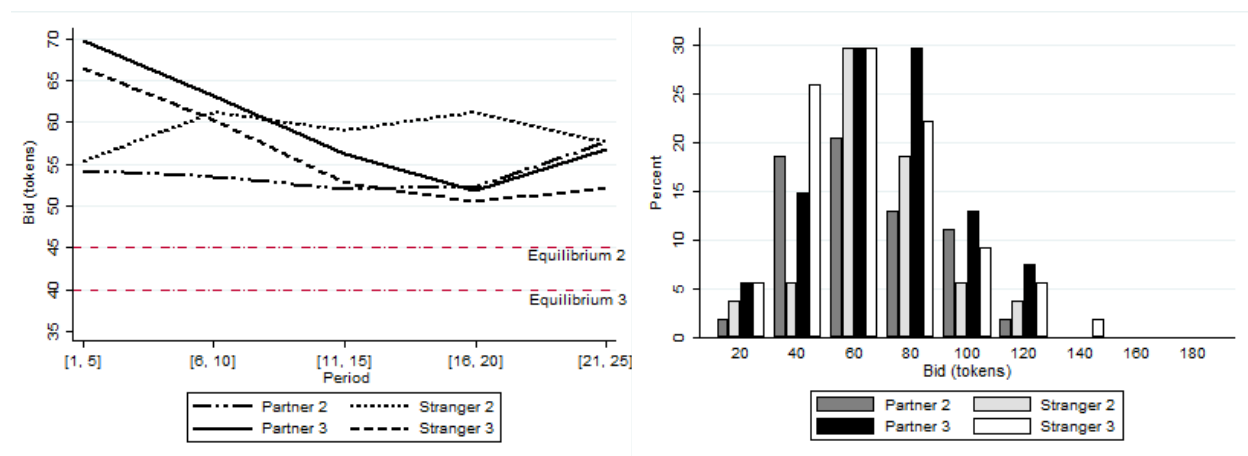 70
65
60
55
50
45
40
35
Bid (tokens)
Equilibrium 2
Equilibrium 3
[1, 5] [6, 10] [11, 15] [16, 20] [21, 25]
Period
Partner 2 Stranger 2
Partner 3 Stranger 3
30
25
20
15
10
5
0
Percent
20 40 60 80 100 120 140 160 180
Bid (tokens)
Partner 2 Stranger 2
Partner 3 Stranger 3